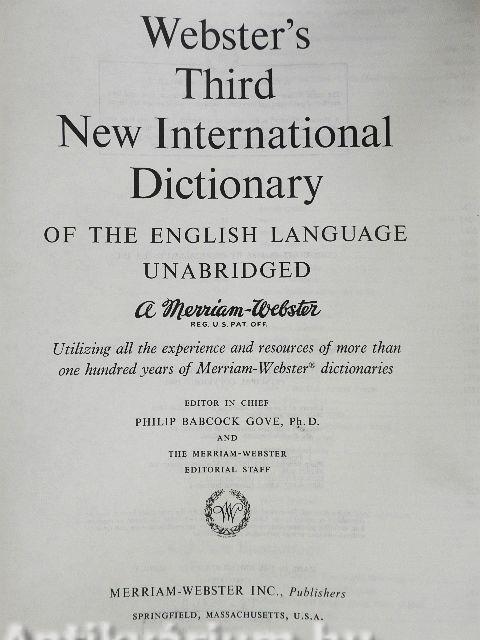 Webster's
Third
New International
Dictionary
OF THE ENGLISH LANGUAGE
UNABRIDGED
A Merriam-Webster
REG. U.S. PAT. OFF.
Utilizing all the experience and resources of more than
one hundred years of Merriam-Webster® dictionaries
EDITOR IN CHIEF
PHILIP BABCOCK GOVE, Ph. D.
AND
THE MERRIAM-WEBSTER
EDITORIAL STAFF
W
MERRIAM-WEBSTER INC., Publishers
SPRINGFIELD, MASSACHUSETTS, U.S.A.
Antikvárium.hu